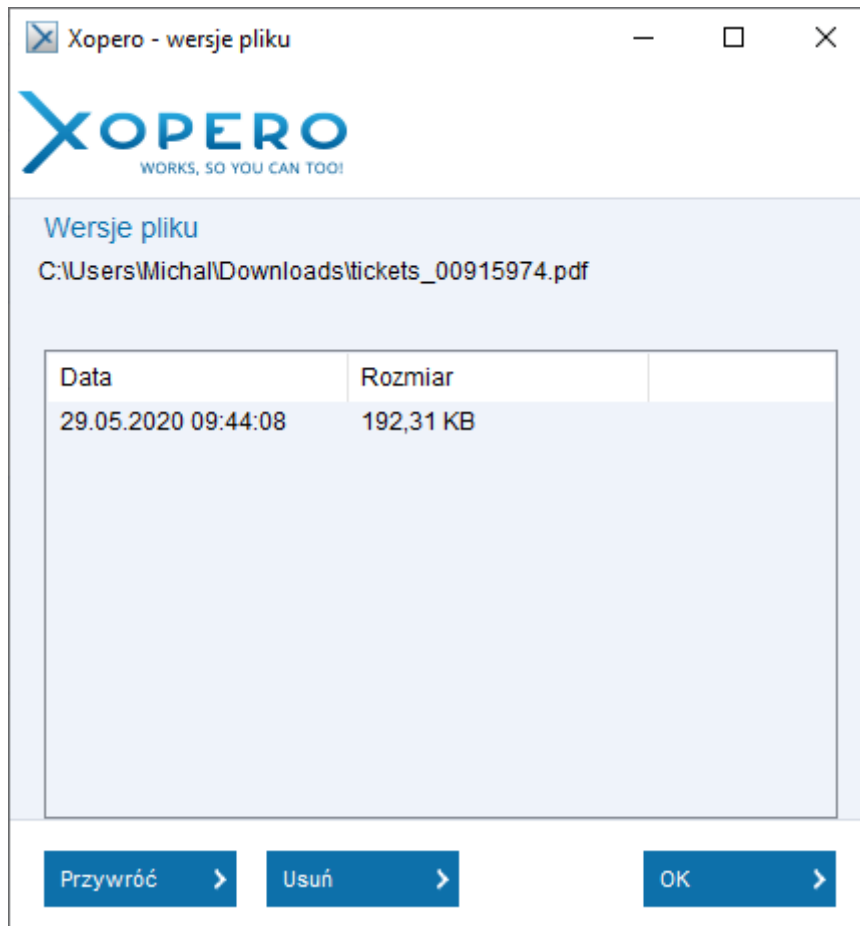 Xopero - wersje pliku
XOPERO
WORKS, SO YOU CAN TOO!
Wersje pliku
C:\Users\Michal\Downloads\tickets_00915974.pdf
Data Rozmiar
29.05.2020 09:44:08 192,31 KB
Przywróć Usuń OK